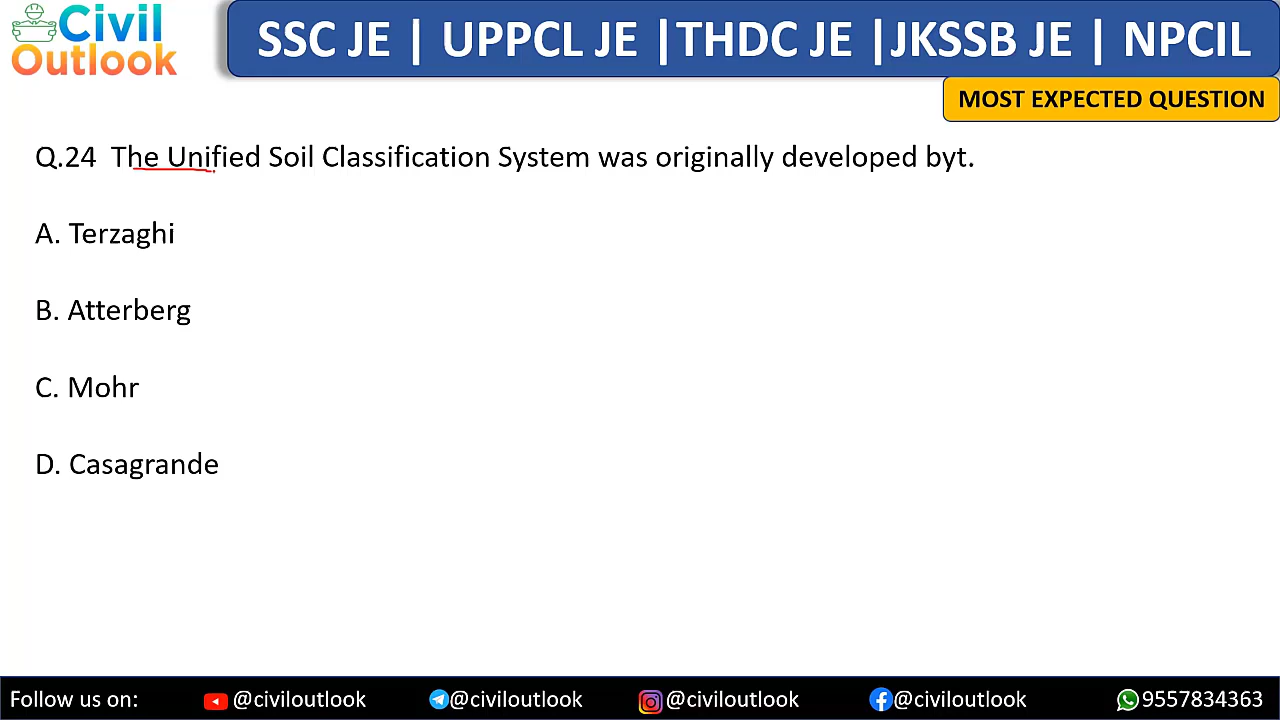 Civil
Outlook
SSC JE | UPPCL JE |THDC JE |JKSSB JE | NPCIL
MOST EXPECTED QUESTION
Q.24 The Unified Soil Classification System was originally developed byt.
A. Terzaghi
B. Atterberg
C. Mohr
D. Casagrande
Follow us on: @civiloutlook @civiloutlook @civiloutlook @civiloutlook 9557834363